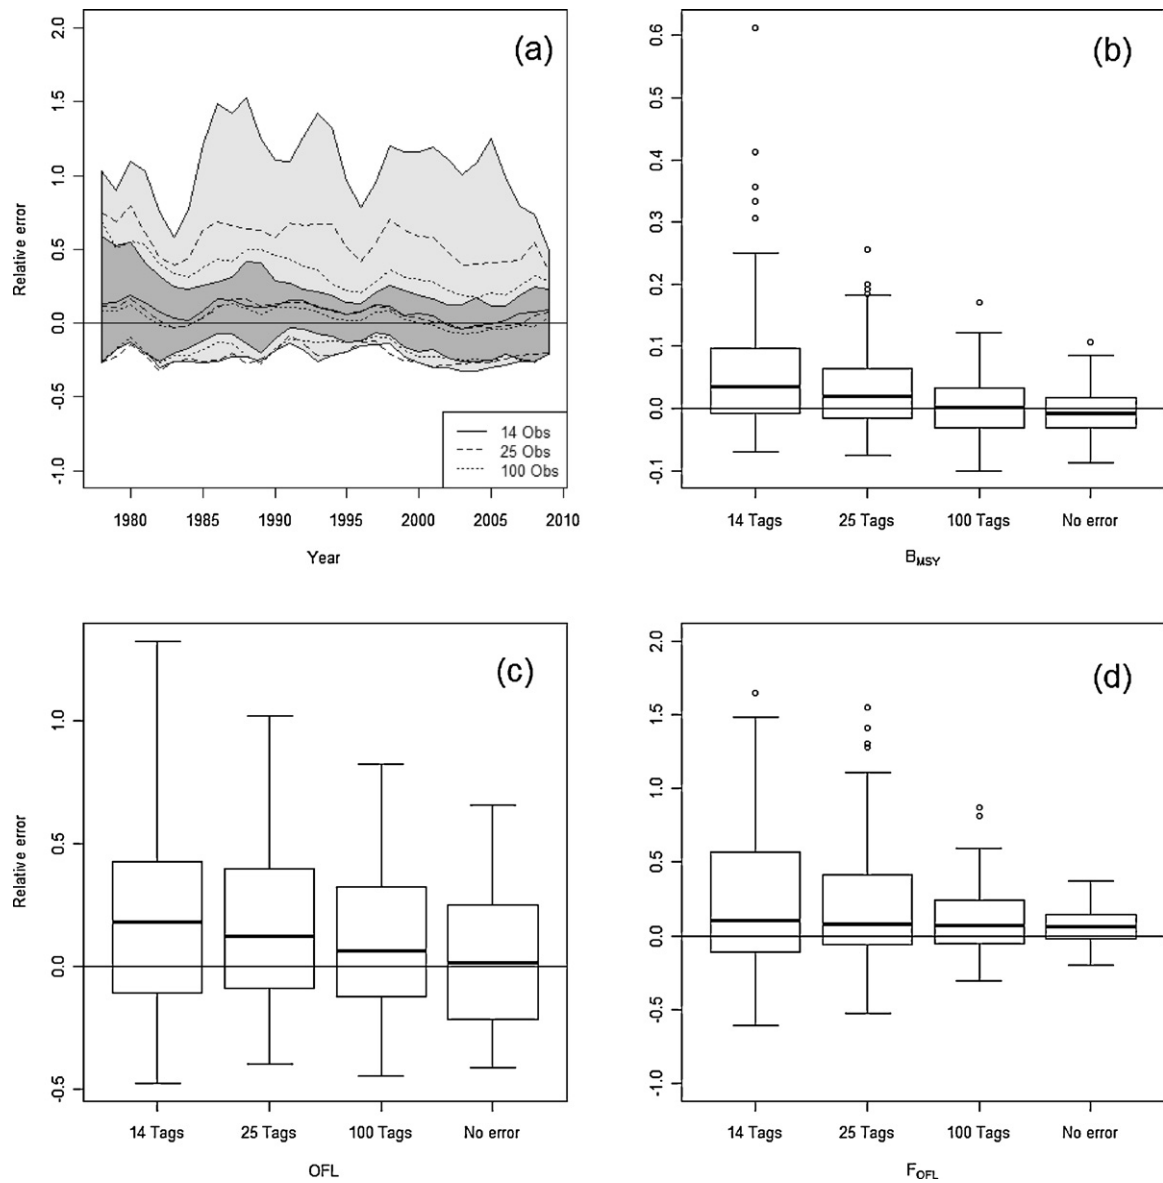 (a)
2.0
1.5
1.0
0.5
0.0
-0.5
-1.0
Relative error
14 Obs
25 Obs
100 Obs
1980 1985 1990 1995 2000 2005 2010
Year
(b)
0.6
0.5
0.4
0.3
0.2
0.1
0.0
-0.1
14 Tags 25 Tags 100 Tags No error
BMSY
(c)
1.0
0.5
0.0
-0.5
Relative error
14 Tags 25 Tags 100 Tags No error
OFL
(d)
2.0
1.5
1.0
0.5
0.0
-0.5
-1.0
14 Tags 25 Tags 100 Tags No error
FOFL